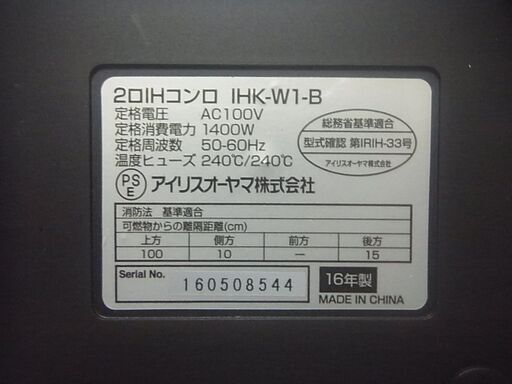 2口IHコンロ IHK-W1-B
定格電圧 AC100V
定格消費電力 1400W
定格周波数 50-60Hz
温度ヒューズ 240℃/240℃
総務省基準適合
型式確認 第IRIH-33号
アイリスオーヤマ株式会社
PS
E
アイリスオーヤマ株式会社
消防法 基準適合
可燃物からの離隔距離(cm)
上方 側方 前方 後方
100 10 — 15
Serial No. 160508544
16年製
MADE IN CHINA